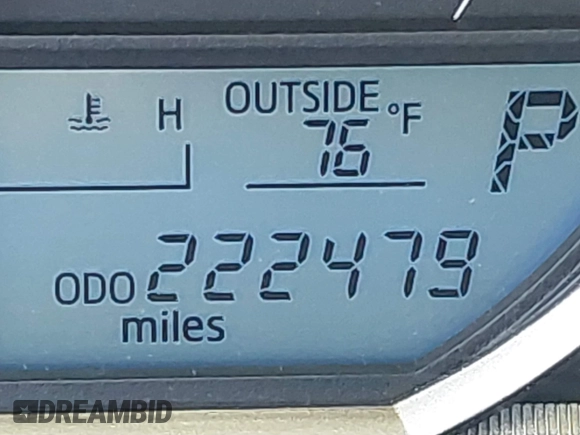 H OUTSIDE 76 °F P
ODO 222479
miles
DREAMBID